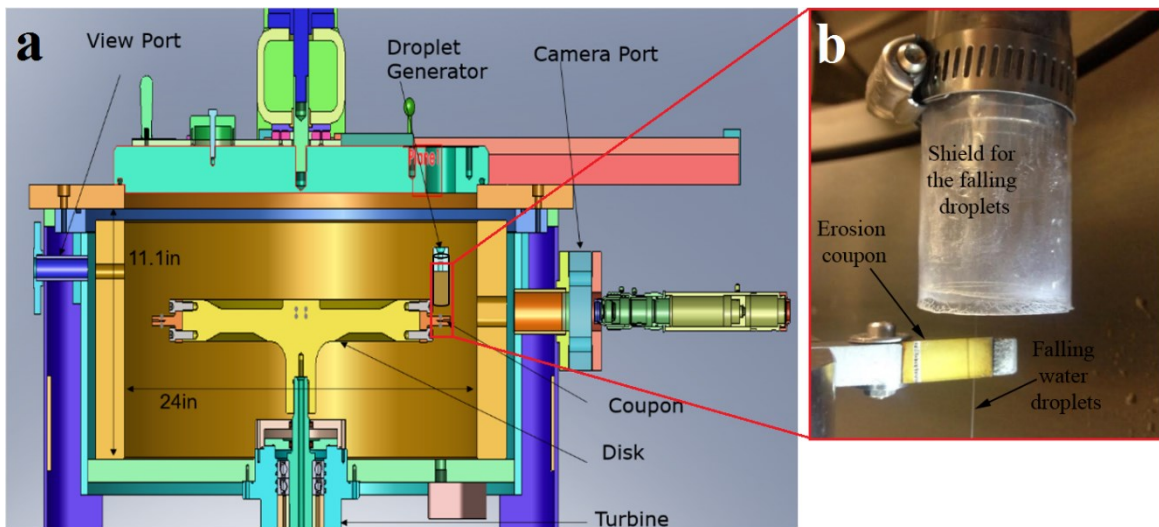 a
View Port
Droplet
Generator
Camera Port
11.1in
24in
Coupon
Disk
Turbine
b
Shield for
the falling
droplets
Erosion
coupon
Falling
water
droplets